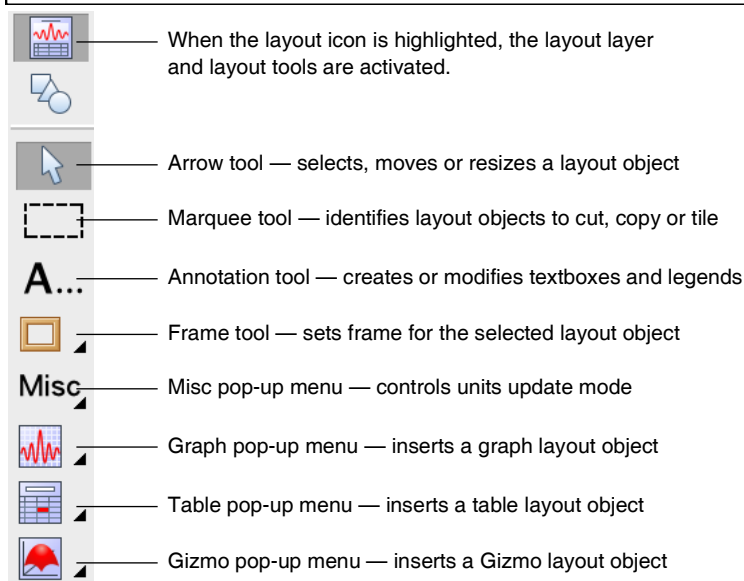 When the layout icon is highlighted, the layout layer
and layout tools are activated.
Arrow tool — selects, moves or resizes a layout object
Marquee tool — identifies layout objects to cut, copy or tile
A... Annotation tool — creates or modifies textboxes and legends
Frame tool — sets frame for the selected layout object
Misc Misc pop-up menu — controls units update mode
Graph pop-up menu — inserts a graph layout object
Table pop-up menu — inserts a table layout object
Gizmo pop-up menu — inserts a Gizmo layout object